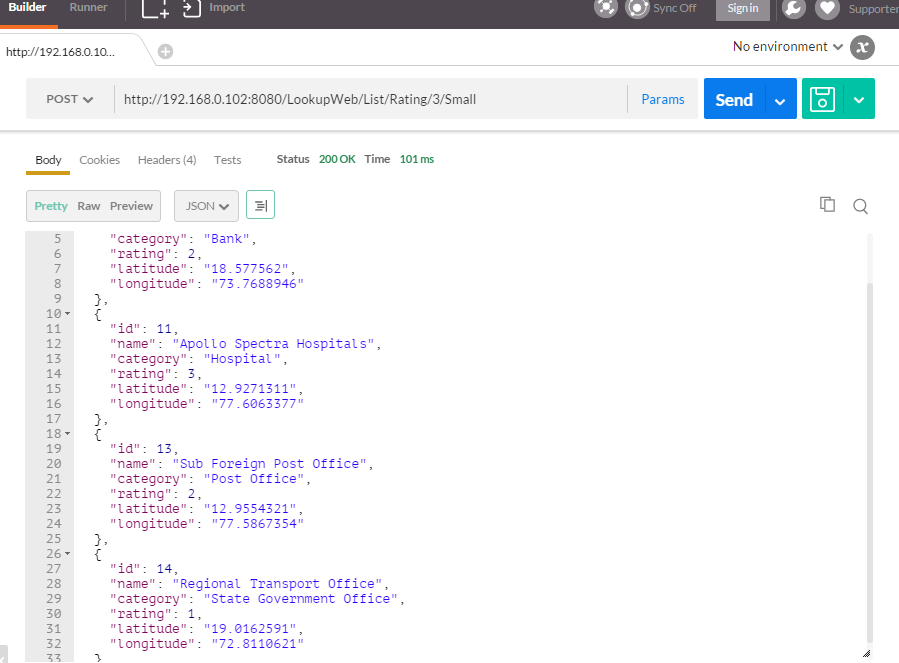 Builder Runner Import Sync Off Sign in Supporter
http://192.168.0.10... No environment
POST http://192.168.0.102:8080/LookupWeb/List/Rating/3/Small Params Send
Body Cookies Headers (4) Tests Status 200 OK Time 101 ms
Pretty Raw Preview JSON
5 "category": "Bank",
6 "rating": 2,
7 "latitude": "18.577562",
8 "longitude": "73.7688946"
9 },
10 {
11 "id": 11,
12 "name": "Apollo Spectra Hospitals",
13 "category": "Hospital",
14 "rating": 3,
15 "latitude": "12.9271311",
16 "longitude": "77.6063377"
17 },
18 {
19 "id": 13,
20 "name": "Sub Foreign Post Office",
21 "category": "Post Office",
22 "rating": 2,
23 "latitude": "12.9554321",
24 "longitude": "77.5867354"
25 },
26 {
27 "id": 14,
28 "name": "Regional Transport Office",
29 "category": "State Government Office",
30 "rating": 1,
31 "latitude": "19.0162591",
32 "longitude": "72.8110621"
33 }